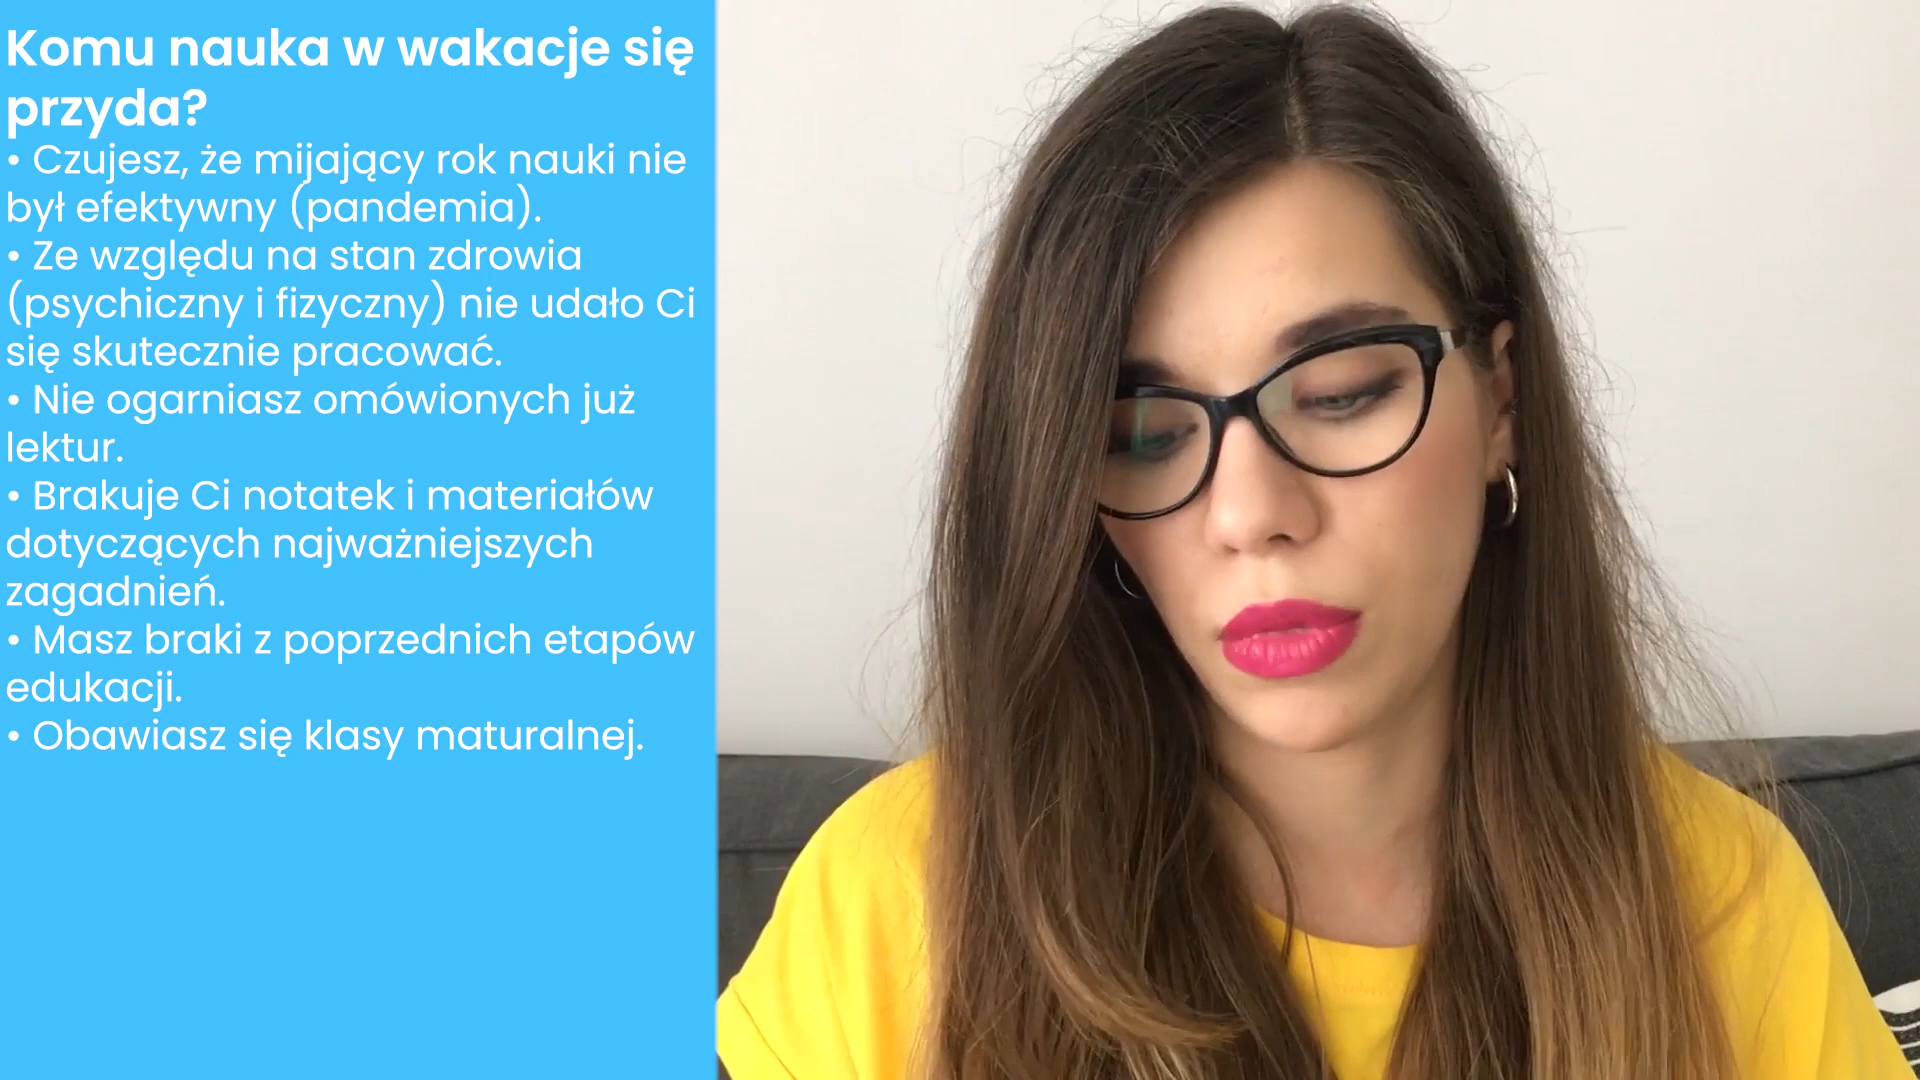 Komu nauka w wakacje się
przyda?
• Czujesz, że mijający rok nauki nie
był efektywny (pandemia).
• Ze względu na stan zdrowia
(psychiczny i fizyczny) nie udało Ci
się skutecznie pracować.
• Nie ogarniasz omówionych już
lektur.
• Brakuje Ci notatek i materiałów
dotyczących najważniejszych
zagadnień.
• Masz braki z poprzednich etapów
edukacji.
• Obawiasz się klasy maturalnej.